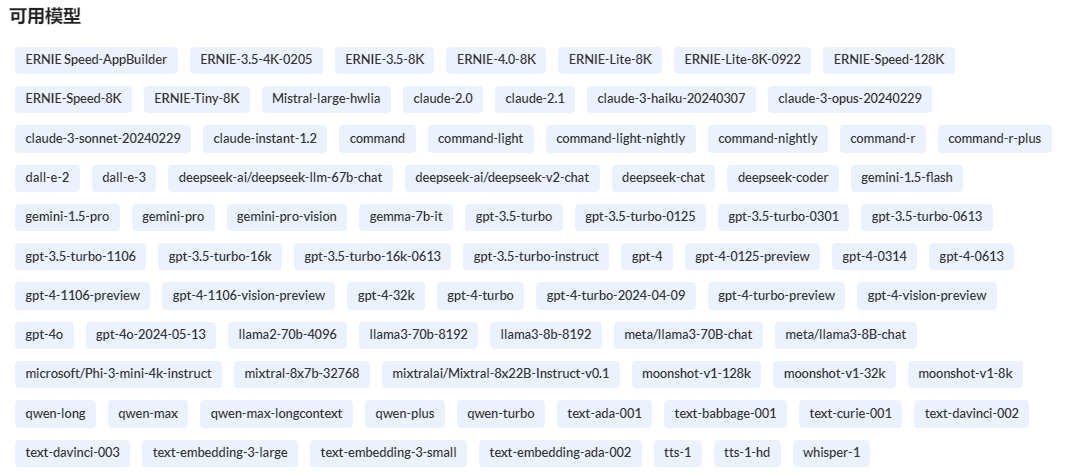 可用模型
ERNIE Speed-AppBuilder ERNIE-3.5-4K-0205 ERNIE-3.5-8K ERNIE-4.0-8K ERNIE-Lite-8K ERNIE-Lite-8K-0922 ERNIE-Speed-128K
ERNIE-Speed-8K ERNIE-Tiny-8K Mistral-large-hwlia claude-2.0 claude-2.1 claude-3-haiku-20240307 claude-3-opus-20240229
claude-3-sonnet-20240229 claude-instant-1.2 command command-light command-light-nightly command-nightly command-r command-r-plus
dall-e-2 dall-e-3 deepseek-ai/deepseek-llm-67b-chat deepseek-ai/deepseek-v2-chat deepseek-chat deepseek-coder gemini-1.5-flash
gemini-1.5-pro gemini-pro gemini-pro-vision gemma-7b-it gpt-3.5-turbo gpt-3.5-turbo-0125 gpt-3.5-turbo-0301 gpt-3.5-turbo-0613
gpt-3.5-turbo-1106 gpt-3.5-turbo-16k gpt-3.5-turbo-16k-0613 gpt-3.5-turbo-instruct gpt-4 gpt-4-0125-preview gpt-4-0314 gpt-4-0613
gpt-4-1106-preview gpt-4-1106-vision-preview gpt-4-32k gpt-4-turbo gpt-4-turbo-2024-04-09 gpt-4-turbo-preview gpt-4-vision-preview
gpt-4o gpt-4o-2024-05-13 llama2-70b-4096 llama3-70b-8192 llama3-8b-8192 meta/llama3-70B-chat meta/llama3-8B-chat
microsoft/Phi-3-mini-4k-instruct mixtral-8x7b-32768 mixtralai/Mixtral-8x22B-Instruct-v0.1 moonshot-v1-128k moonshot-v1-32k moonshot-v1-8k
qwen-long qwen-max qwen-max-longcontext qwen-plus qwen-turbo text-ada-001 text-babbage-001 text-curie-001 text-davinci-002
text-davinci-003 text-embedding-3-large text-embedding-3-small text-embedding-ada-002 tts-1 tts-1-hd whisper-1